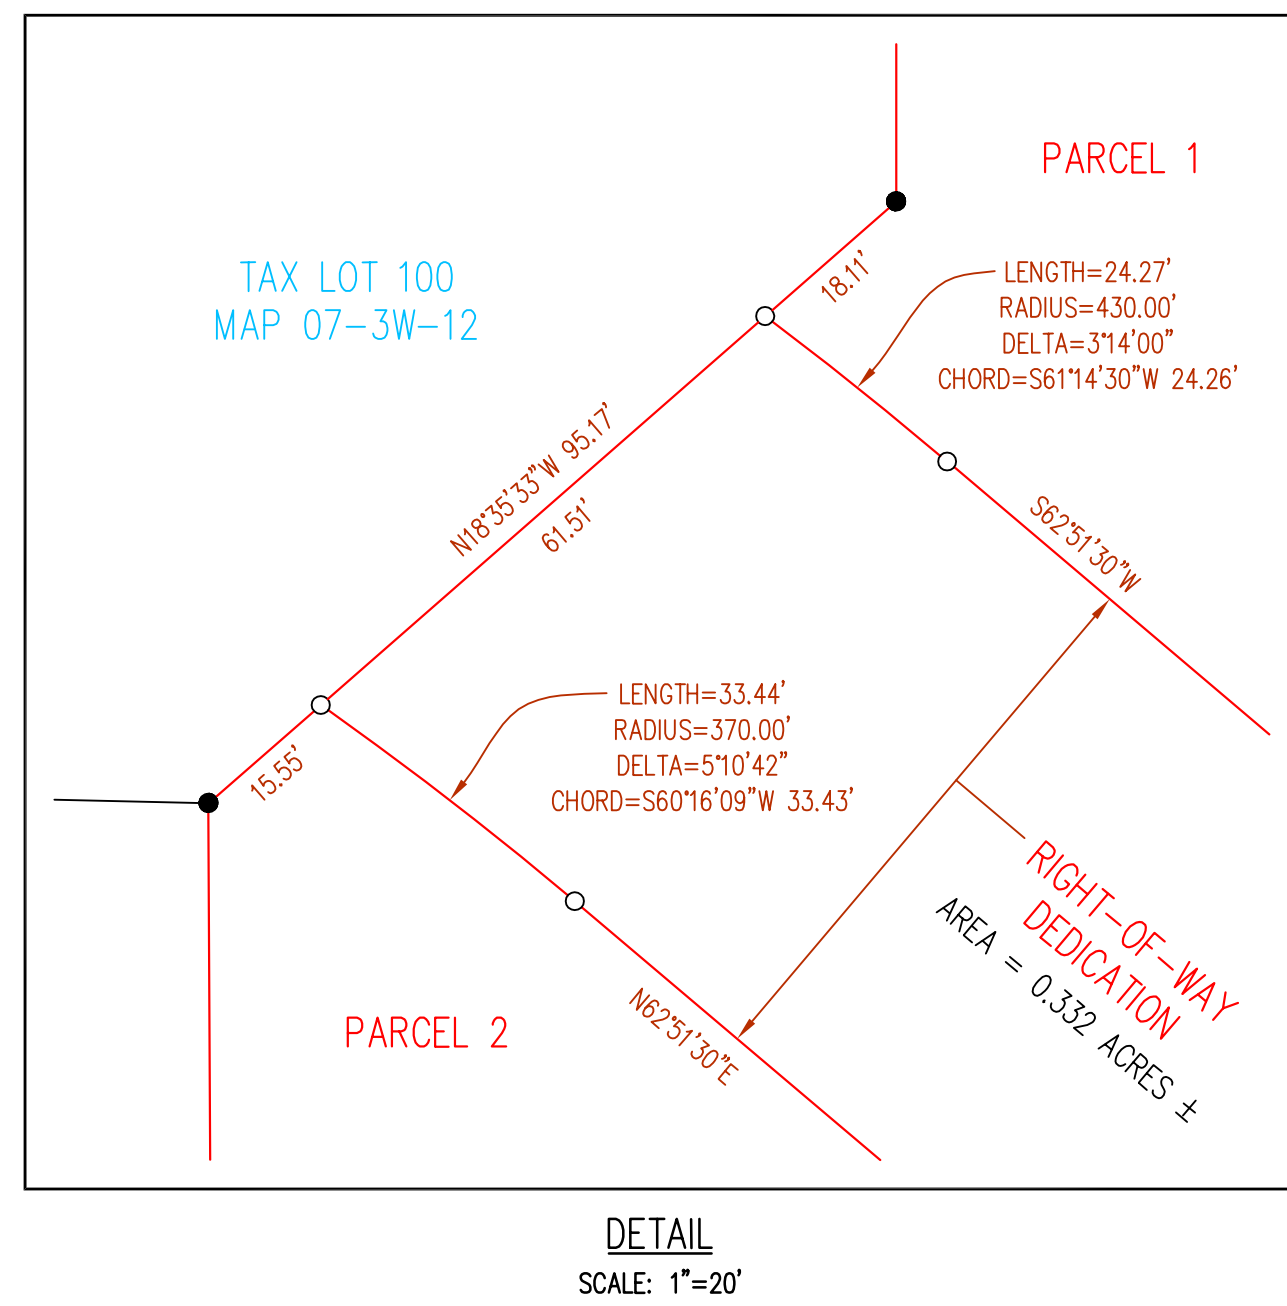 PARCEL 1
TAX LOT 100
MAP 07-3W-12
18.11'
LENGTH=24.27'
RADIUS=430.00'
DELTA=3°14'00"
CHORD=S61°14'30"W 24.26'
N18°35'33"W 95.17'
61.51'
S62°51'30"W
LENGTH=33.44'
RADIUS=370.00'
DELTA=5°10'42"
CHORD=S60°16'09"W 33.43'
15.55'
RIGHT-OF-WAY
DEDICATION
AREA = 0.332 ACRES ±
N62°51'30"E
PARCEL 2
DETAIL
SCALE: 1"=20'